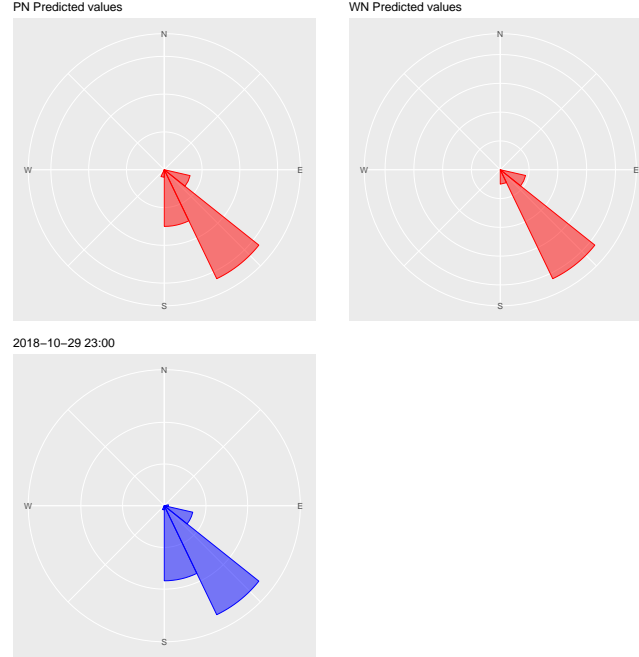 PN Predicted values
N
W
E
S
WN Predicted values
N
W
E
S
2018−10−29 23:00
N
W
E
S